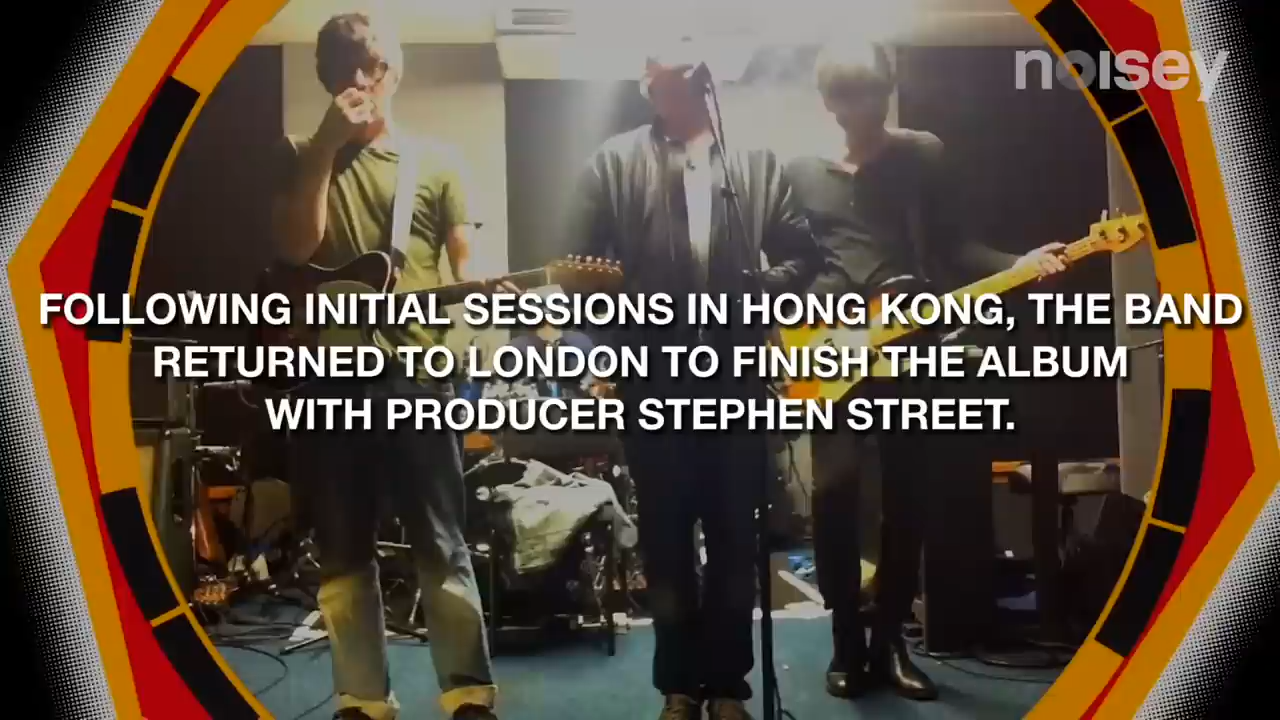 noisey
FOLLOWING INITIAL SESSIONS IN HONG KONG, THE BAND
RETURNED TO LONDON TO FINISH THE ALBUM
WITH PRODUCER STEPHEN STREET.